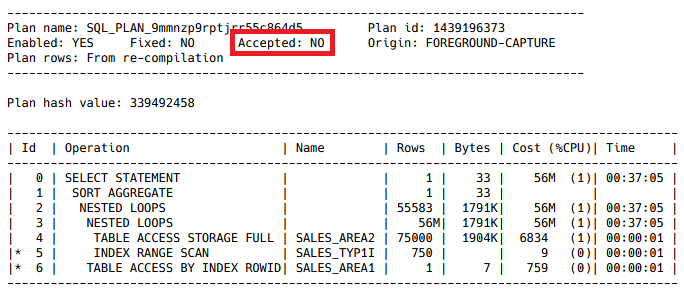 -----------------------------------------------------------------------------
Plan name: SQL_PLAN_9mmnzp9rptjrr55c864d5 Plan id: 1439196373
Enabled: YES Fixed: NO Accepted: NO Origin: FOREGROUND-CAPTURE
Plan rows: From re-compilation
-----------------------------------------------------------------------------
Plan hash value: 339492458
-----------------------------------------------------------------------------------------
| Id | Operation | Name | Rows | Bytes | Cost (%CPU)| Time |
-----------------------------------------------------------------------------------------
| 0 | SELECT STATEMENT | | 1 | 33 | 56M (1)| 00:37:05 |
| 1 | SORT AGGREGATE | | 1 | 33 | | |
| 2 | NESTED LOOPS | | 55583 | 1791K| 56M (1)| 00:37:05 |
| 3 | NESTED LOOPS | | 56M| 1791K| 56M (1)| 00:37:05 |
| 4 | TABLE ACCESS STORAGE FULL | SALES_AREA2 | 75000 | 1904K| 6834 (1)| 00:00:01 |
|* 5 | INDEX RANGE SCAN | SALES_TYP1I | 750 | | 9 (0)| 00:00:01 |
|* 6 | TABLE ACCESS BY INDEX ROWID| SALES_AREA1 | 1 | 7 | 759 (0)| 00:00:01 |
-----------------------------------------------------------------------------------------